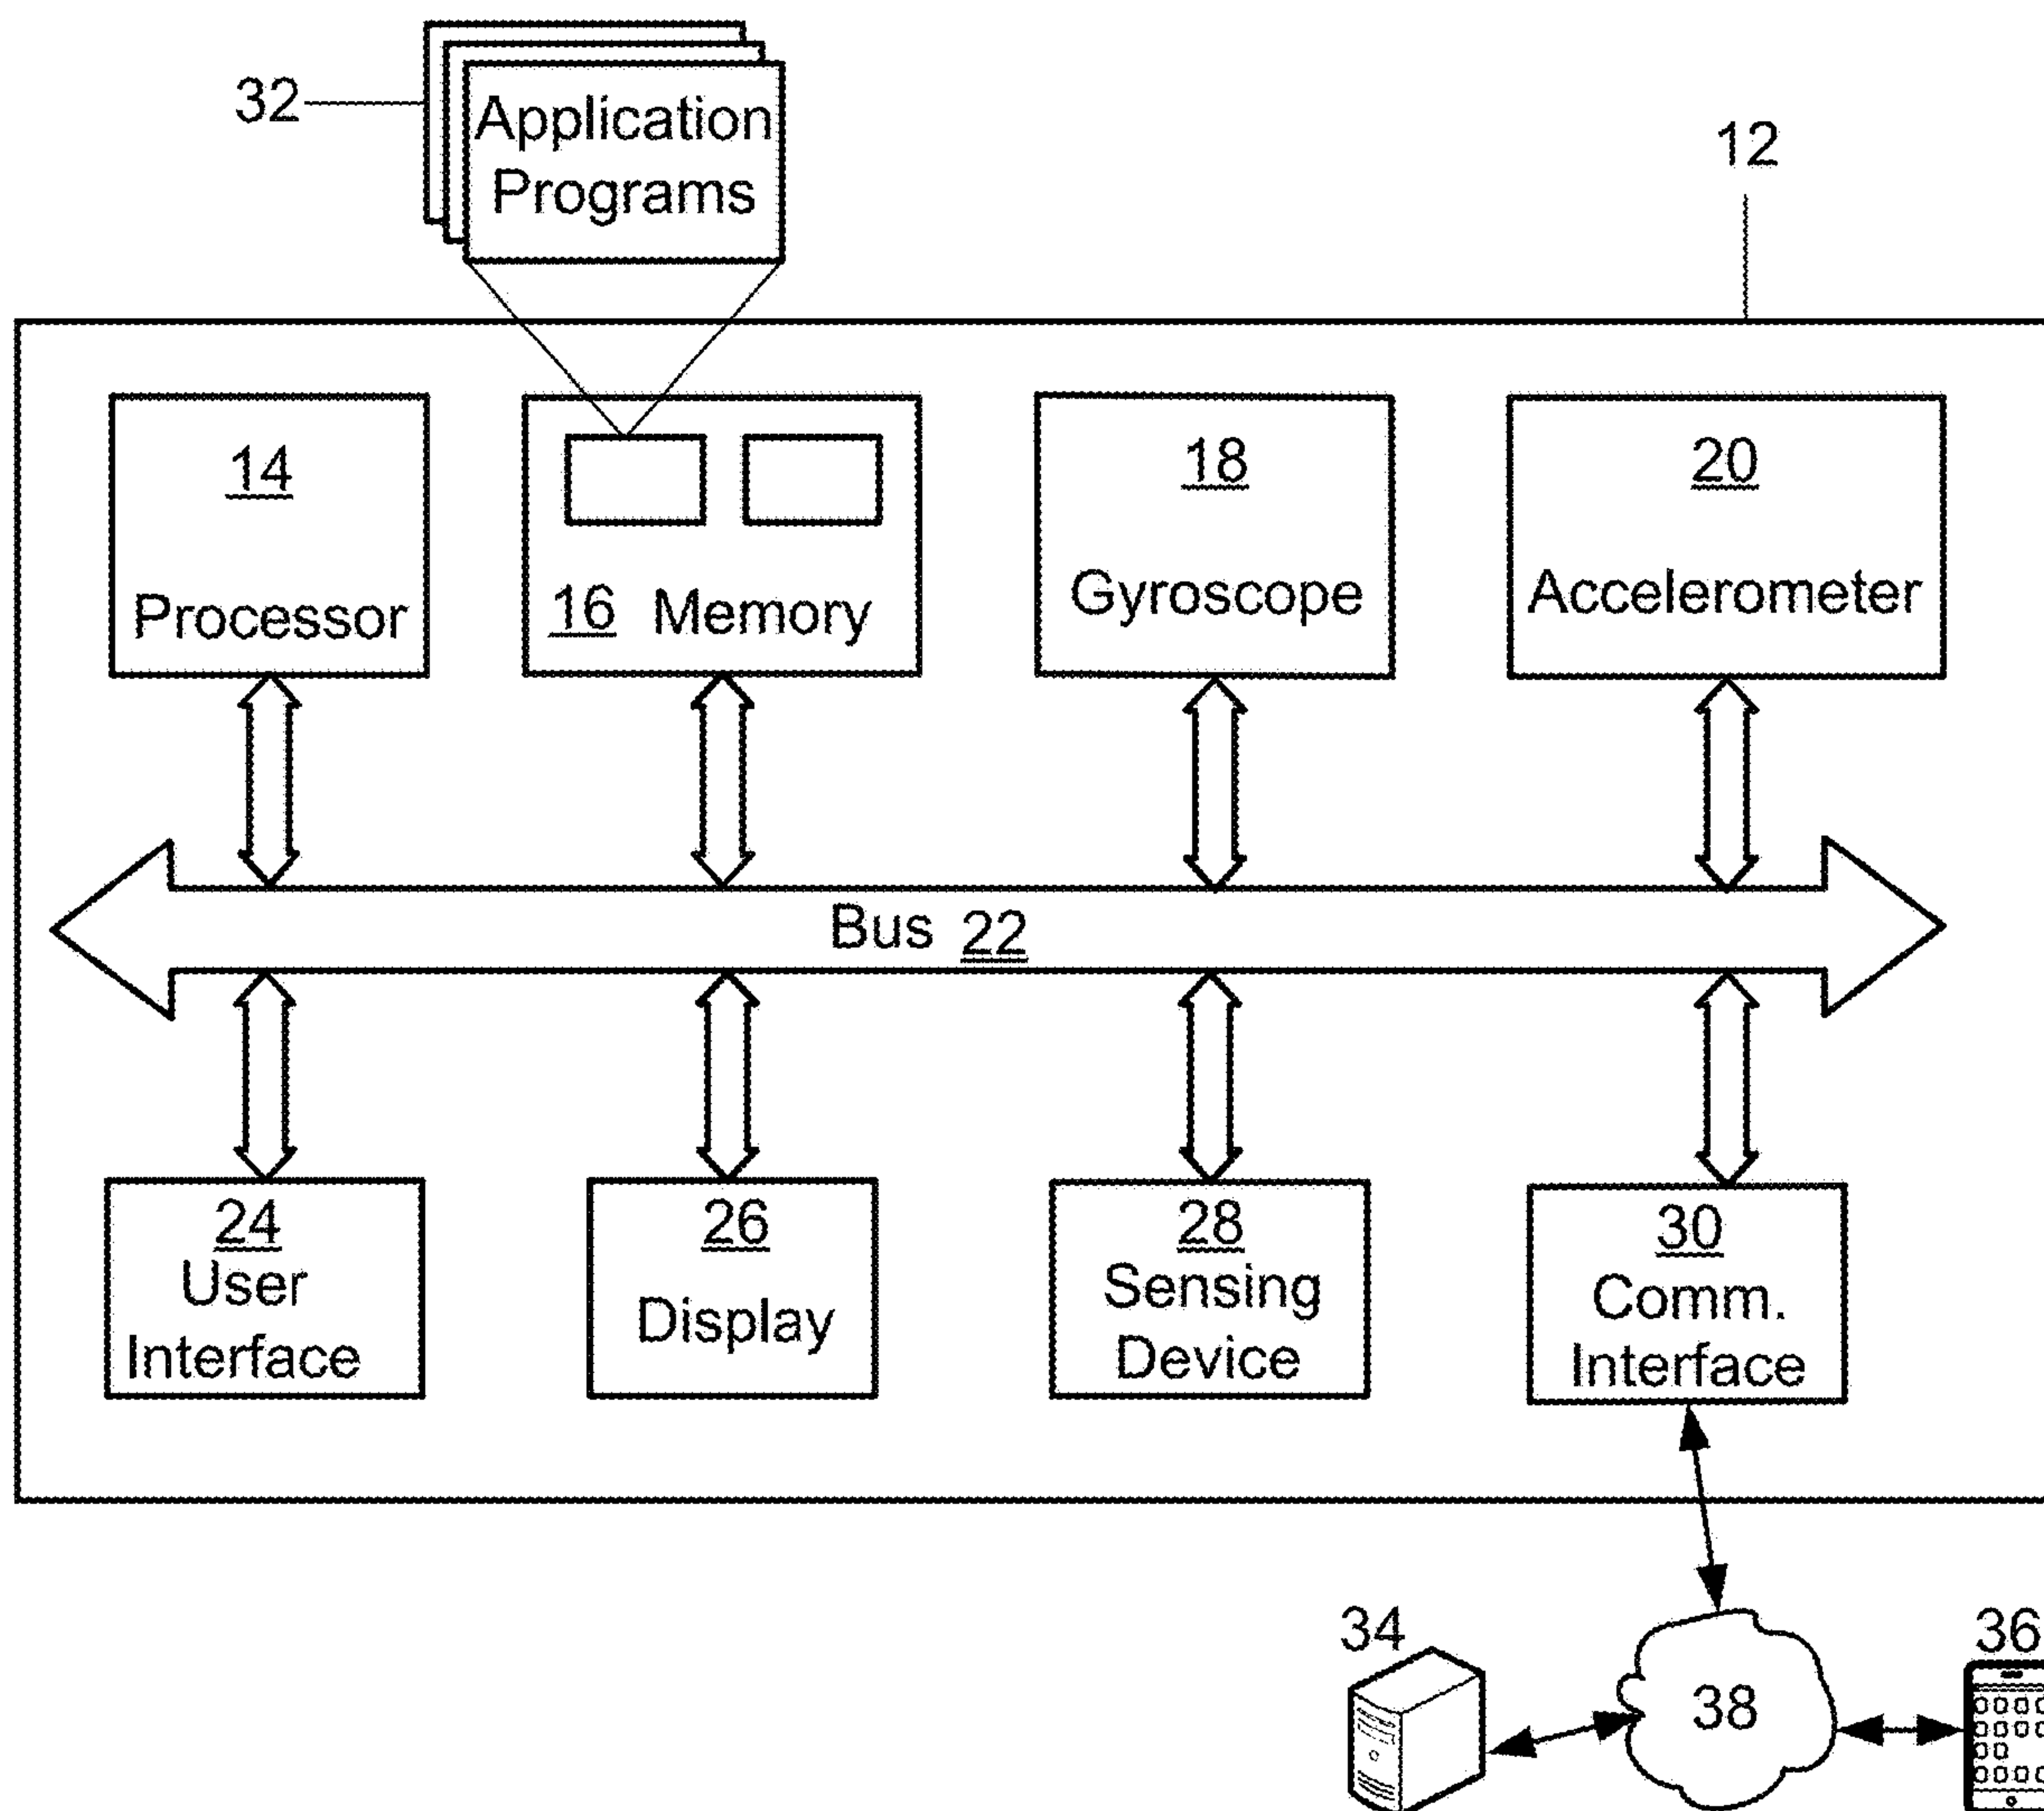 32
Application
Programs
12
14
Processor
16 Memory
18
Gyroscope
20
Accelerometer
Bus 22
24
User
Interface
26
Display
28
Sensing
Device
30
Comm.
Interface
34
38
36